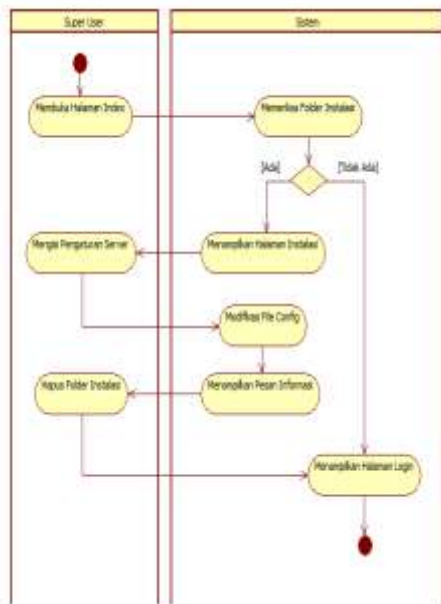 Super User
Sistem
Membuka Halaman Index
Memeriksa Folder Instalasi
[Ada]
[Tidak Ada]
Mengisi Pengaturan Server
Menampilkan Halaman Instalasi
Modifikasi File Config
Hapus Folder Instalasi
Menampilkan Pesan Informasi
Menampilkan Halaman Login